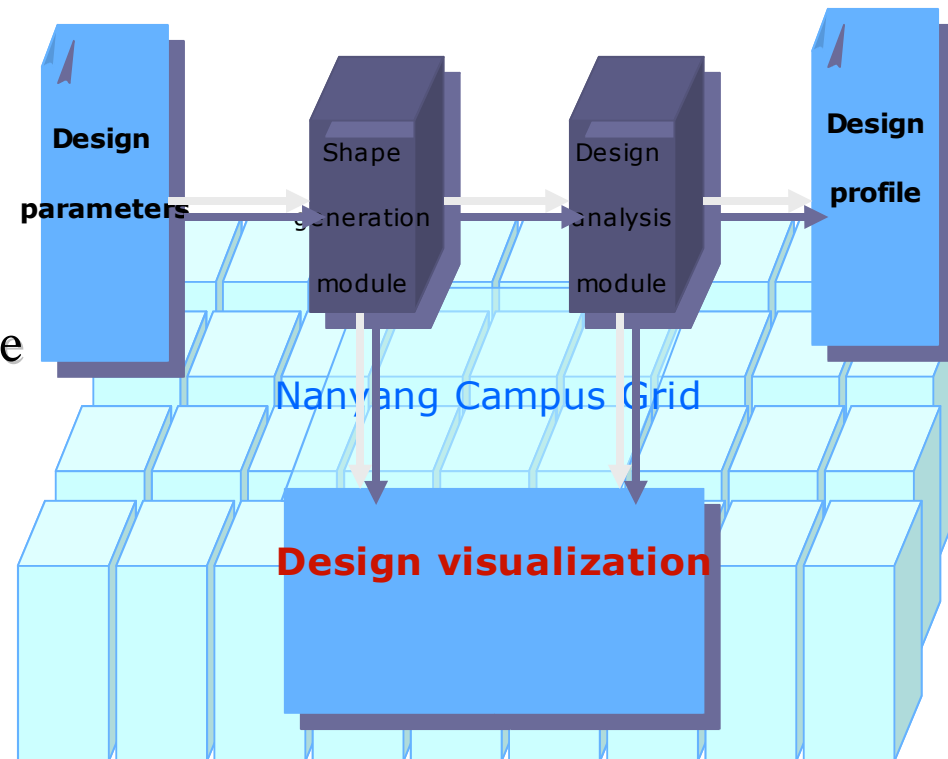 Design
parameters
Shape
generation
module
Design
analysis
module
Design
profile
e
Nanyang Campus Grid
Design visualization